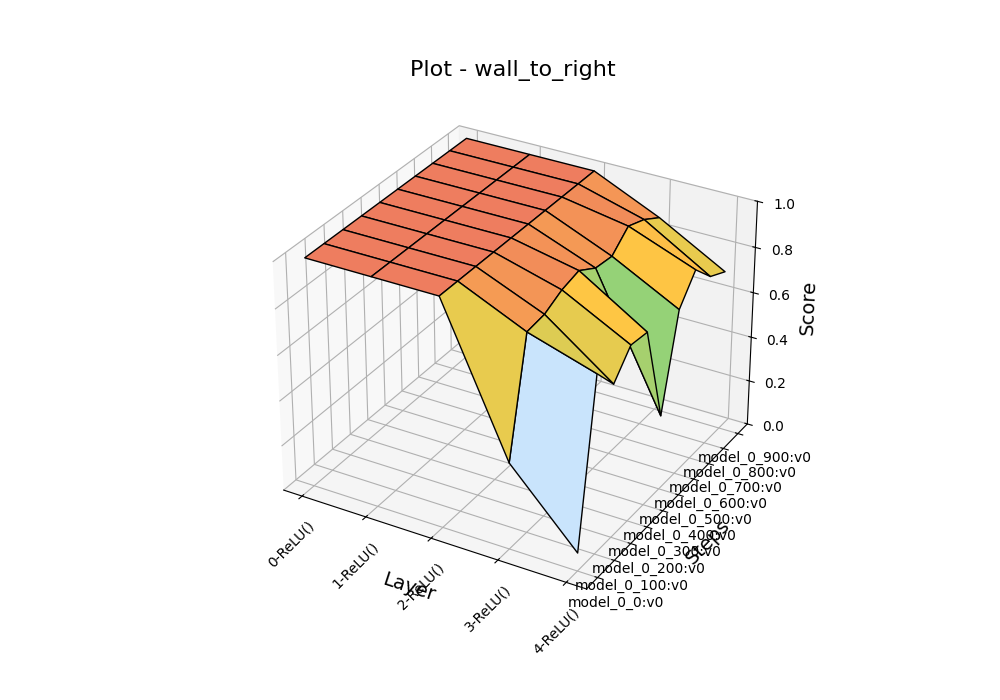 Plot - wall_to_right
1.0
0.8
0.6
0.4
0.2
0.0
Score
model_0_900:v0
model_0_800:v0
model_0_700:v0
model_0_600:v0
model_0_500:v0
model_0_400:v0
model_0_300:v0
model_0_200:v0
model_0_100:v0
model_0_0:v0
Steps
0-ReLU()
1-ReLU()
2-ReLU()
3-ReLU()
4-ReLU()
Layer